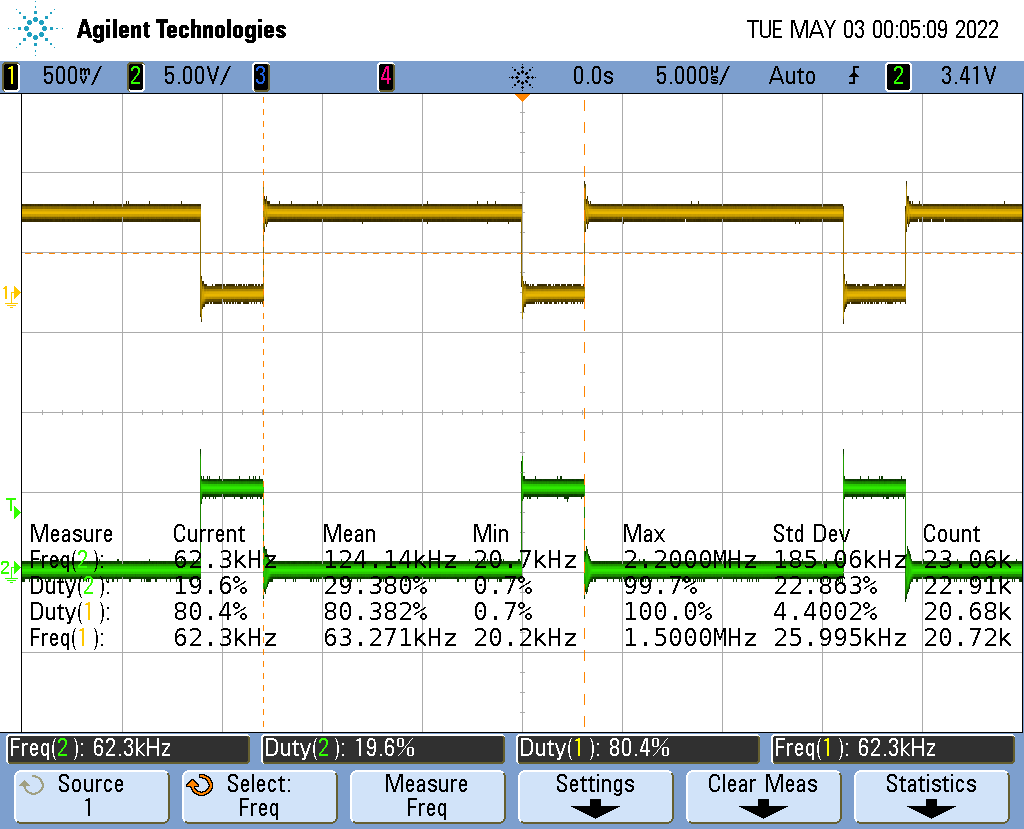 Agilent Technologies TUE MAY 03 00:05:09 2022
1 500mV/ 2 5.00V/ 3 4 0.0s 5.000us/ Auto 2 3.41V
1
T
Measure Current Mean Min Max Std Dev Count
Freq(2): 62.3kHz 124.14kHz 20.7kHz 2.2000MHz 185.06kHz 23.06k
2
Duty(2): 19.6% 29.380% 0.7% 99.7% 22.863% 22.91k
Duty(1): 80.4% 80.382% 0.7% 100.0% 4.4002% 20.68k
Freq(1): 62.3kHz 63.271kHz 20.2kHz 1.5000MHz 25.995kHz 20.72k
Freq(2): 62.3kHz Duty(2): 19.6% Duty(1): 80.4% Freq(1): 62.3kHz
Source Select: Measure Settings Clear Meas Statistics
1 Freq Freq